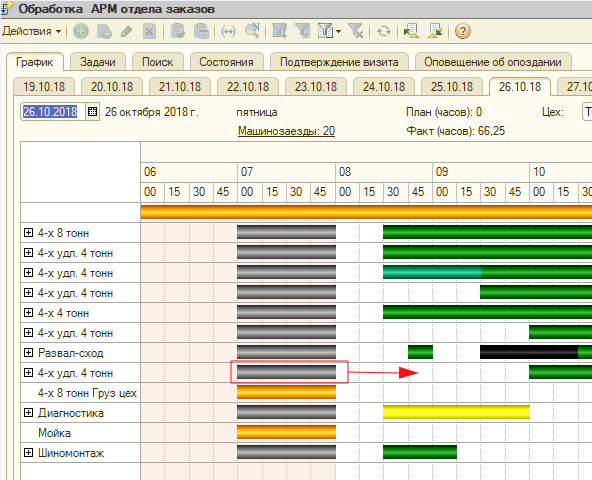 Обработка АРМ отдела заказов
Действия
График Задачи Поиск Состояния Подтверждение визита Оповещение об опоздании
19.10.18 20.10.18 21.10.18 22.10.18 23.10.18 24.10.18 25.10.18 26.10.18 27.10
26.10.2018 26 октября 2018 г. пятница План (часов): 0 Цех: Т
Машинозаезды: 20 Факт (часов): 66,25
06 07 08 09 10
00 15 30 45 00 15 30 45 00 15 30 45 00 15 30 45 00 15 30
4-х 8 тонн
4-х удл. 4 тонн
4-х удл. 4 тонн
4-х удл. 4 тонн
4-х 4 тонн
4-х удл. 4 тонн
Развал-сход
4-х удл. 4 тонн
4-х 8 тонн Груз цех
Диагностика
Мойка
Шиномонтаж